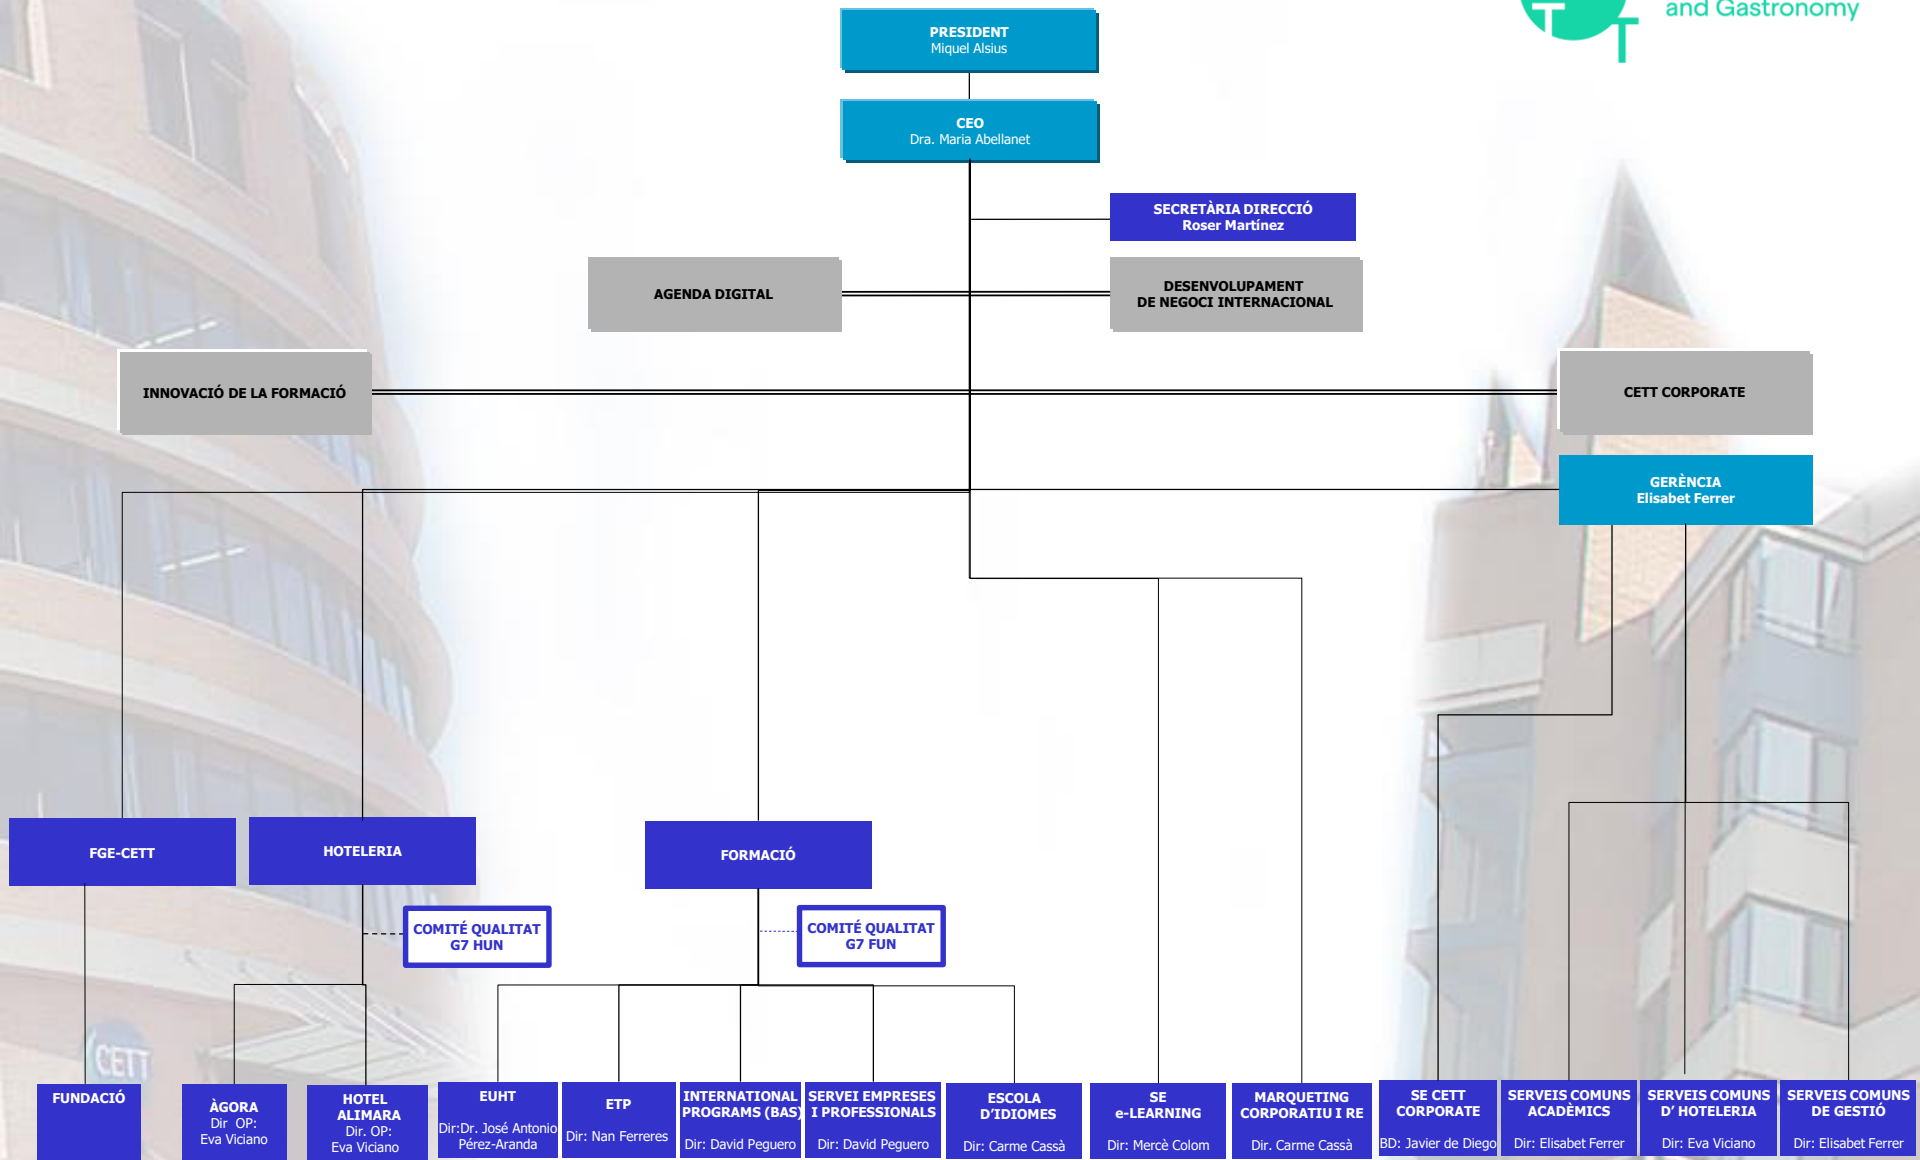 and Gastronomy
T
T
PRESIDENT
Miquel Alsius
CEO
Dra. Maria Abellanet
SECRETÀRIA DIRECCIÓ
Roser Martínez
AGENDA DIGITAL
DESENVOLUPAMENT
DE NEGOCI INTERNACIONAL
INNOVACIÓ DE LA FORMACIÓ
CETT CORPORATE
GERÈNCIA
Elisabet Ferrer
FGE-CETT
HOTELERIA
FORMACIÓ
COMITÉ QUALITAT
G7 HUN
COMITÉ QUALITAT
G7 FUN
CETT
FUNDACIÓ
ÀGORA
Dir OP:
Eva Viciano
HOTEL
ALIMARA
Dir. OP:
Eva Viciano
EUHT
Dir:Dr. José Antonio
Pérez-Aranda
ETP
Dir: Nan Ferreres
INTERNATIONAL
PROGRAMS (BAS)
Dir: David Peguero
SERVEI EMPRESES
I PROFESSIONALS
Dir: David Peguero
ESCOLA
D'IDIOMES
Dir: Carme Cassà
SE
e-LEARNING
Dir: Mercè Colom
MARQUETING
CORPORATIU I RE
Dir. Carme Cassà
SE CETT
CORPORATE
BD: Javier de Diego
SERVEIS COMUNS
ACADÈMICS
Dir: Elisabet Ferrer
SERVEIS COMUNS
D' HOTELERIA
Dir: Eva Viciano
SERVEIS COMUNS
DE GESTIÓ
Dir: Elisabet Ferrer